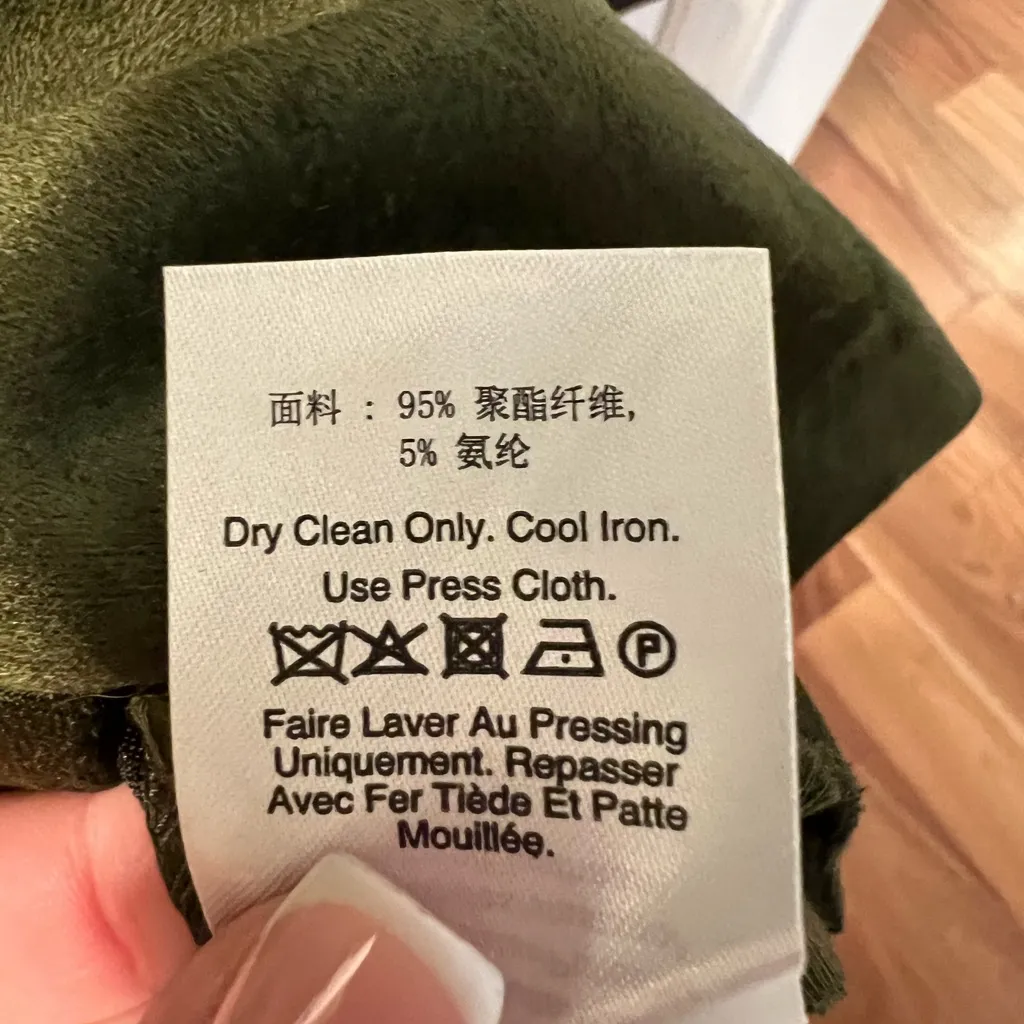 面料 : 95% 聚酯纤维,
5% 氨纶
Dry Clean Only. Cool Iron.
Use Press Cloth.
P
Faire Laver Au Pressing
Uniquement. Repasser
Avec Fer Tlède Et Patte
Mouillée.